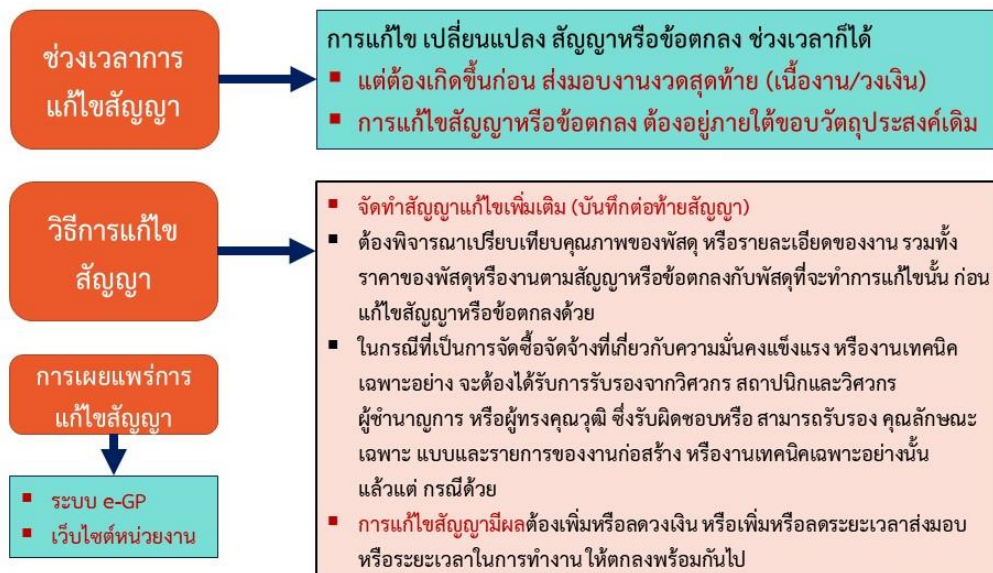 ช่วงเวลาการ
แก้ไขสัญญา
การแก้ไข เปลี่ยนแปลง สัญญาหรือข้อตกลง ช่วงเวลาก็ได้
แต่ต้องเกิดขึ้นก่อน ส่งมอบงานงวดสุดท้าย (เนื้องาน/วงเงิน)
การแก้ไขสัญญาหรือข้อตกลง ต้องอยู่ภายใต้ขอบวัตถุประสงค์เดิม
วิธีการแก้ไข
สัญญา
จัดทำสัญญาแก้ไขเพิ่มเติม (บันทึกต่อท้ายสัญญา)
ต้องพิจารณาเปรียบเทียบคุณภาพของพัสดุ หรือรายละเอียดของงาน รวมทั้ง
ราคาของพัสดุหรืองานตามสัญญาหรือข้อตกลงกับพัสดุที่จะทำการแก้ไขนั้น ก่อน
แก้ไขสัญญาหรือข้อตกลงด้วย
ในกรณีที่เป็นการจัดซื้อจัดจ้างที่เกี่ยวกับความมั่นคงแข็งแรง หรืองานเทคนิค
เฉพาะอย่าง จะต้องได้รับการรับรองจากวิศวกร สถาปนิกและวิศวกร
ผู้ชำนาญการ หรือผู้ทรงคุณวุฒิ ซึ่งรับผิดชอบหรือ สามารถรับรอง คุณลักษณะ
เฉพาะ แบบและรายการของงานก่อสร้าง หรืองานเทคนิคเฉพาะอย่างนั้น
แล้วแต่ กรณีด้วย
การแก้ไขสัญญามีผลต้องเพิ่มหรือลดวงเงิน หรือเพิ่มหรือลดระยะเวลาส่งมอบ
หรือระยะเวลาในการทำงาน ให้ตกลงพร้อมกันไป
การเผยแพร่การ
แก้ไขสัญญา
ระบบ e-GP
เว็บไซต์หน่วยงาน